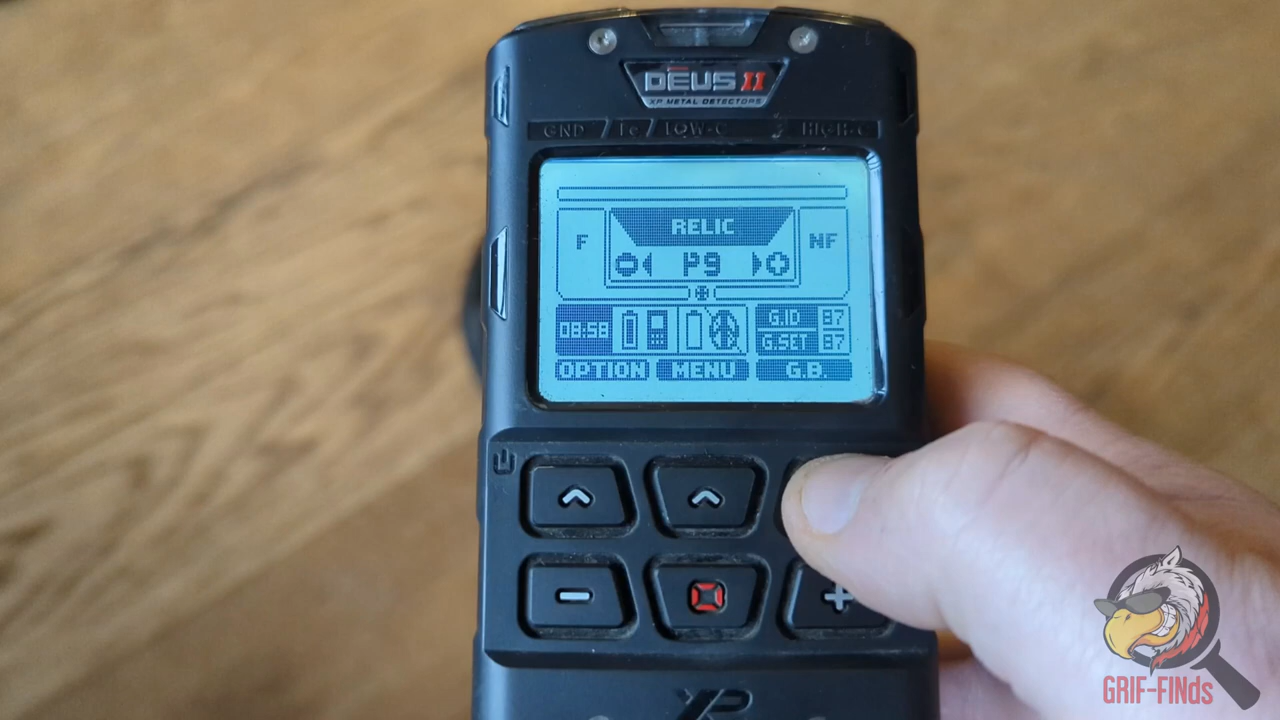 DĒUS II
XP METAL DETECTORS
GND / Fe / LOW-C HIGH-C
RELIC
F NF
P9
08:58 G.ID 87
G.SET 87
OPTION MENU G.B.
XP
GRIF-FINds